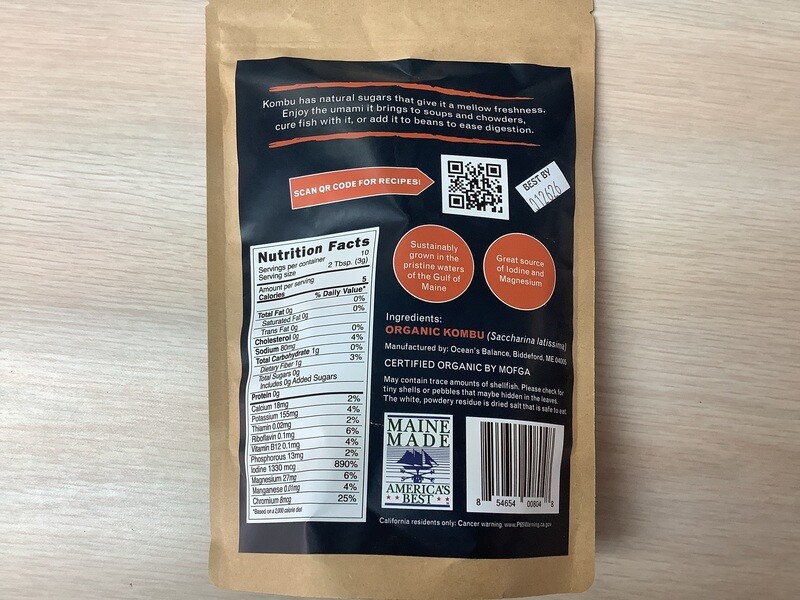 Kombu has natural sugars that give it a mellow freshness.
Enjoy the umami it brings to soups and chowders,
cure fish with it, or add it to beans to ease digestion.
SCAN QR CODE FOR RECIPES!
BEST BY
012626
Nutrition Facts
Servings per container 10
Serving size 2 Tbsp. (3g)
Amount per serving
Calories 5
% Daily Value*
Total Fat 0g 0%
Saturated Fat 0g 0%
Trans Fat 0g
Cholesterol 0g 0%
Sodium 80mg 4%
Total Carbohydrate 1g 0%
Dietary Fiber 1g 3%
Total Sugars 0g
Includes 0g Added Sugars
Protein 0g
Calcium 18mg 2%
Potassium 155mg 4%
Thiamin 0.02mg 2%
Riboflavin 0.1mg 6%
Vitamin B12 0.1mg 4%
Phosphorous 13mg 2%
Iodine 1330 mcg 890%
Magnesium 27mg 6%
Manganese 0.01mg 4%
Chromium 8mcg 25%
*Based on a 2,000 calorie diet
Sustainably
grown in the
pristine waters
of the Gulf of
Maine
Great source
of Iodine and
Magnesium
Ingredients:
ORGANIC KOMBU (Saccharina latissima)
Manufactured by: Ocean's Balance, Biddeford, ME 04005
CERTIFIED ORGANIC BY MOFGA
May contain trace amounts of shellfish. Please check for
tiny shells or pebbles that maybe hidden in the leaves.
The white, powdery residue is dried salt that is safe to eat.
MAINE
MADE
AMERICA'S
BEST
8 54654 00804 8
California residents only: Cancer warning. www.P65Warning.ca.gov